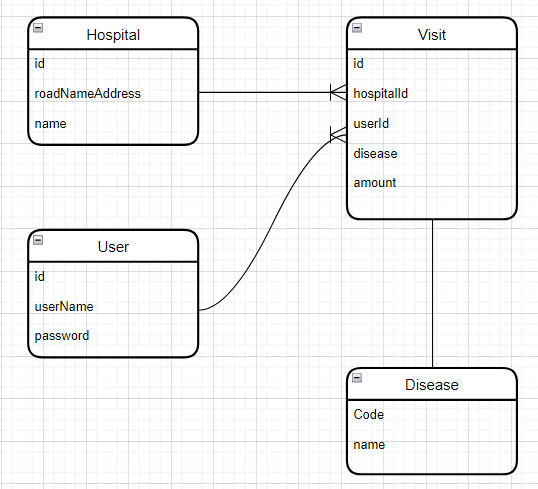 Hospital
id
roadNameAddress
name
Visit
id
hospitalId
userId
disease
amount
User
id
userName
password
Disease
Code
name